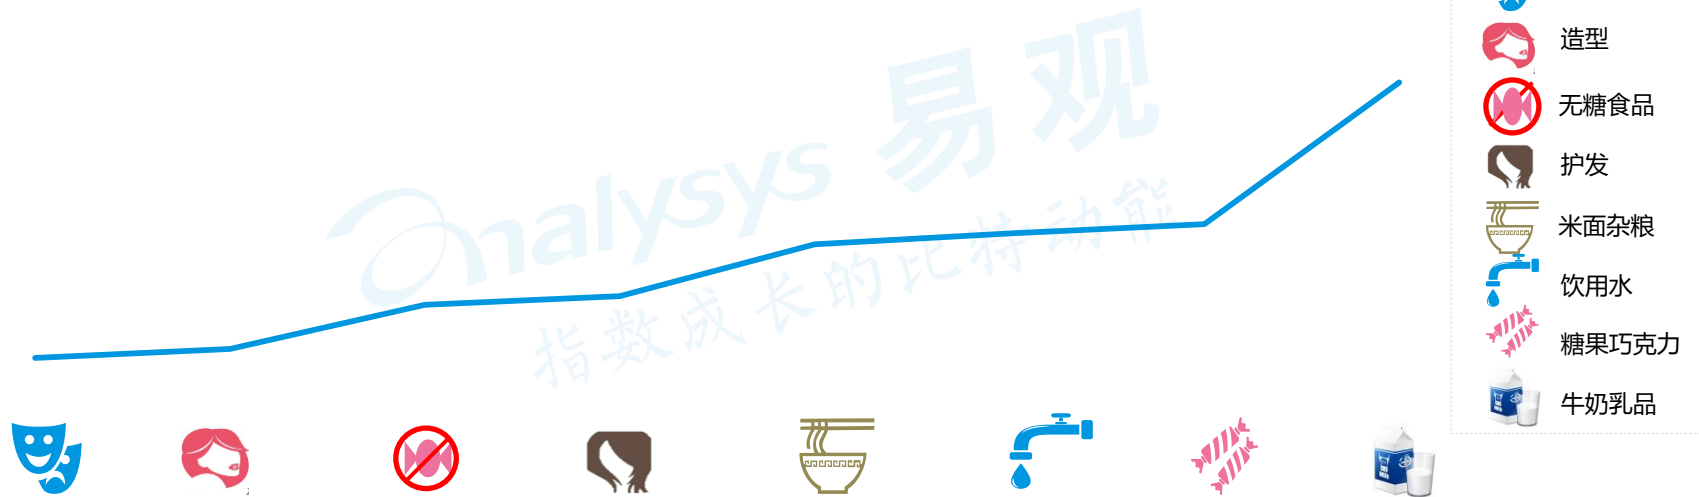 analysys 易观
指数成长的比特动能
造型
无糖食品
护发
米面杂粮
饮用水
糖果巧克力
牛奶乳品